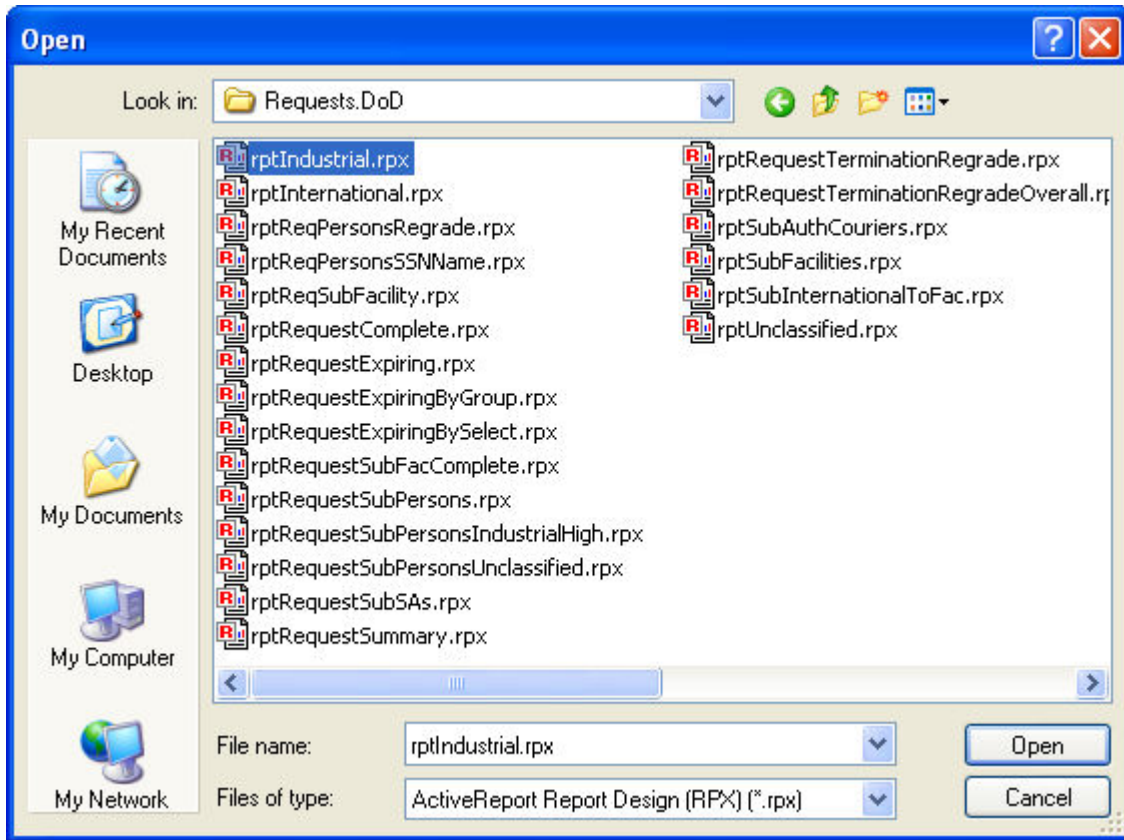 Open
Look in:
Requests.DoD
My Recent
Documents
Desktop
My Documents
My Computer
My Network
rptIndustrial.rpx
rptInternational.rpx
rptReqPersonsRegrade.rpx
rptReqPersonsSSNName.rpx
rptReqSubFacility.rpx
rptRequestComplete.rpx
rptRequestExpiring.rpx
rptRequestExpiringByGroup.rpx
rptRequestExpiringBySelect.rpx
rptRequestSubFacComplete.rpx
rptRequestSubPersons.rpx
rptRequestSubPersonsIndustrialHigh.rpx
rptRequestSubPersonsUnclassified.rpx
rptRequestSubSAs.rpx
rptRequestSummary.rpx
rptRequestTerminationRegrade.rpx
rptRequestTerminationRegradeOverall.rp
rptSubAuthCouriers.rpx
rptSubFacilities.rpx
rptSubInternationalToFac.rpx
rptUnclassified.rpx
File name:
rptIndustrial.rpx
Open
Files of type:
ActiveReport Report Design (RPX) (*.rpx)
Cancel